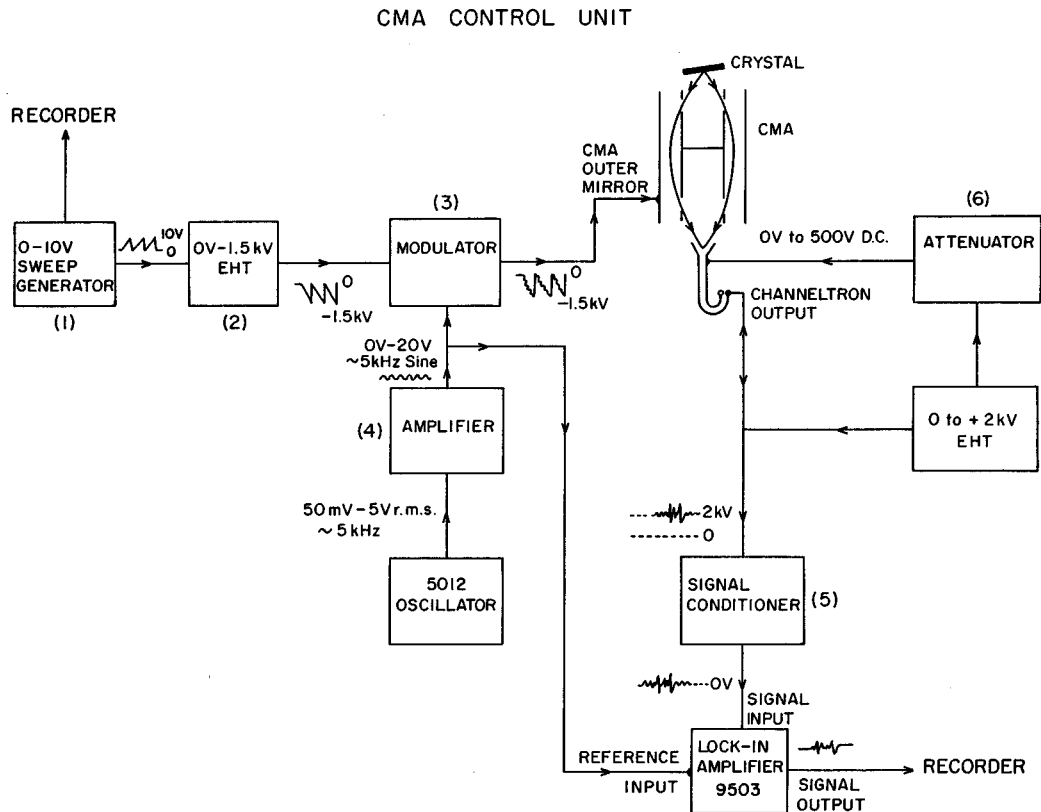 CMA CONTROL UNIT
CRYSTAL
RECORDER
CMA
CMA
OUTER
MIRROR
(3)
(6)
0-10V
SWEEP
GENERATOR
(1)
10V
0
0V-1.5kV
EHT
(2)
0
-1.5kV
MODULATOR
0
-1.5kV
0V to 500V D.C.
ATTENUATOR
CHANNELTRON
OUTPUT
0V-20V
~5kHz Sine
(4)
AMPLIFIER
0 to +2kV
EHT
50mV-5Vr.m.s.
~5kHz
2kV
0
5012
OSCILLATOR
SIGNAL
CONDITIONER
(5)
0V
SIGNAL
INPUT
REFERENCE
INPUT
LOCK-IN
AMPLIFIER
9503
SIGNAL
OUTPUT
RECORDER